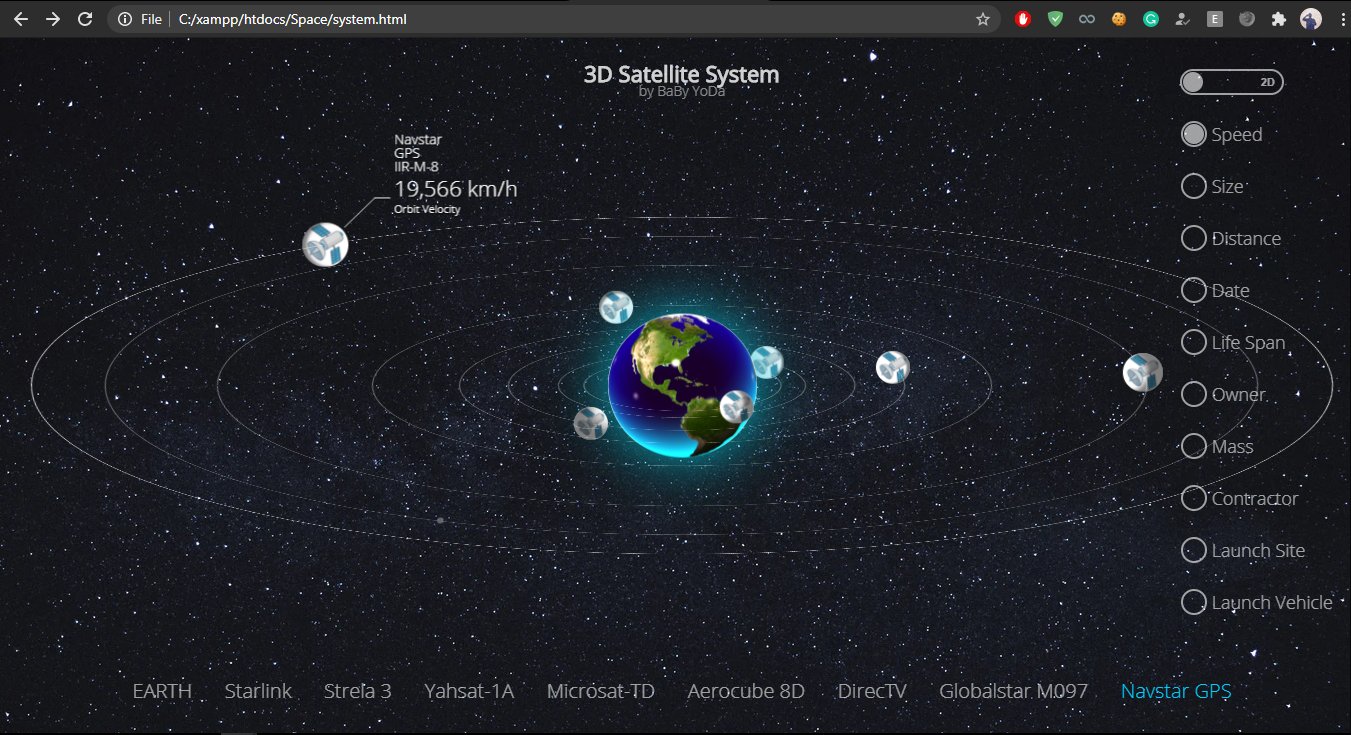 File C:/xampp/htdocs/Space/system.html
E
3D Satellite System
by BaBy YoDa
2D
Navstar
GPS
IIR-M-8
19,566 km/h
Orbit Velocity
Speed
Size
Distance
Date
Life Span
Owner
Mass
Contractor
Launch Site
Launch Vehicle
EARTH Starlink Strela 3 Yahsat-1A Microsat-TD Aerocube 8D DirecTV Globalstar M097 Navstar GPS